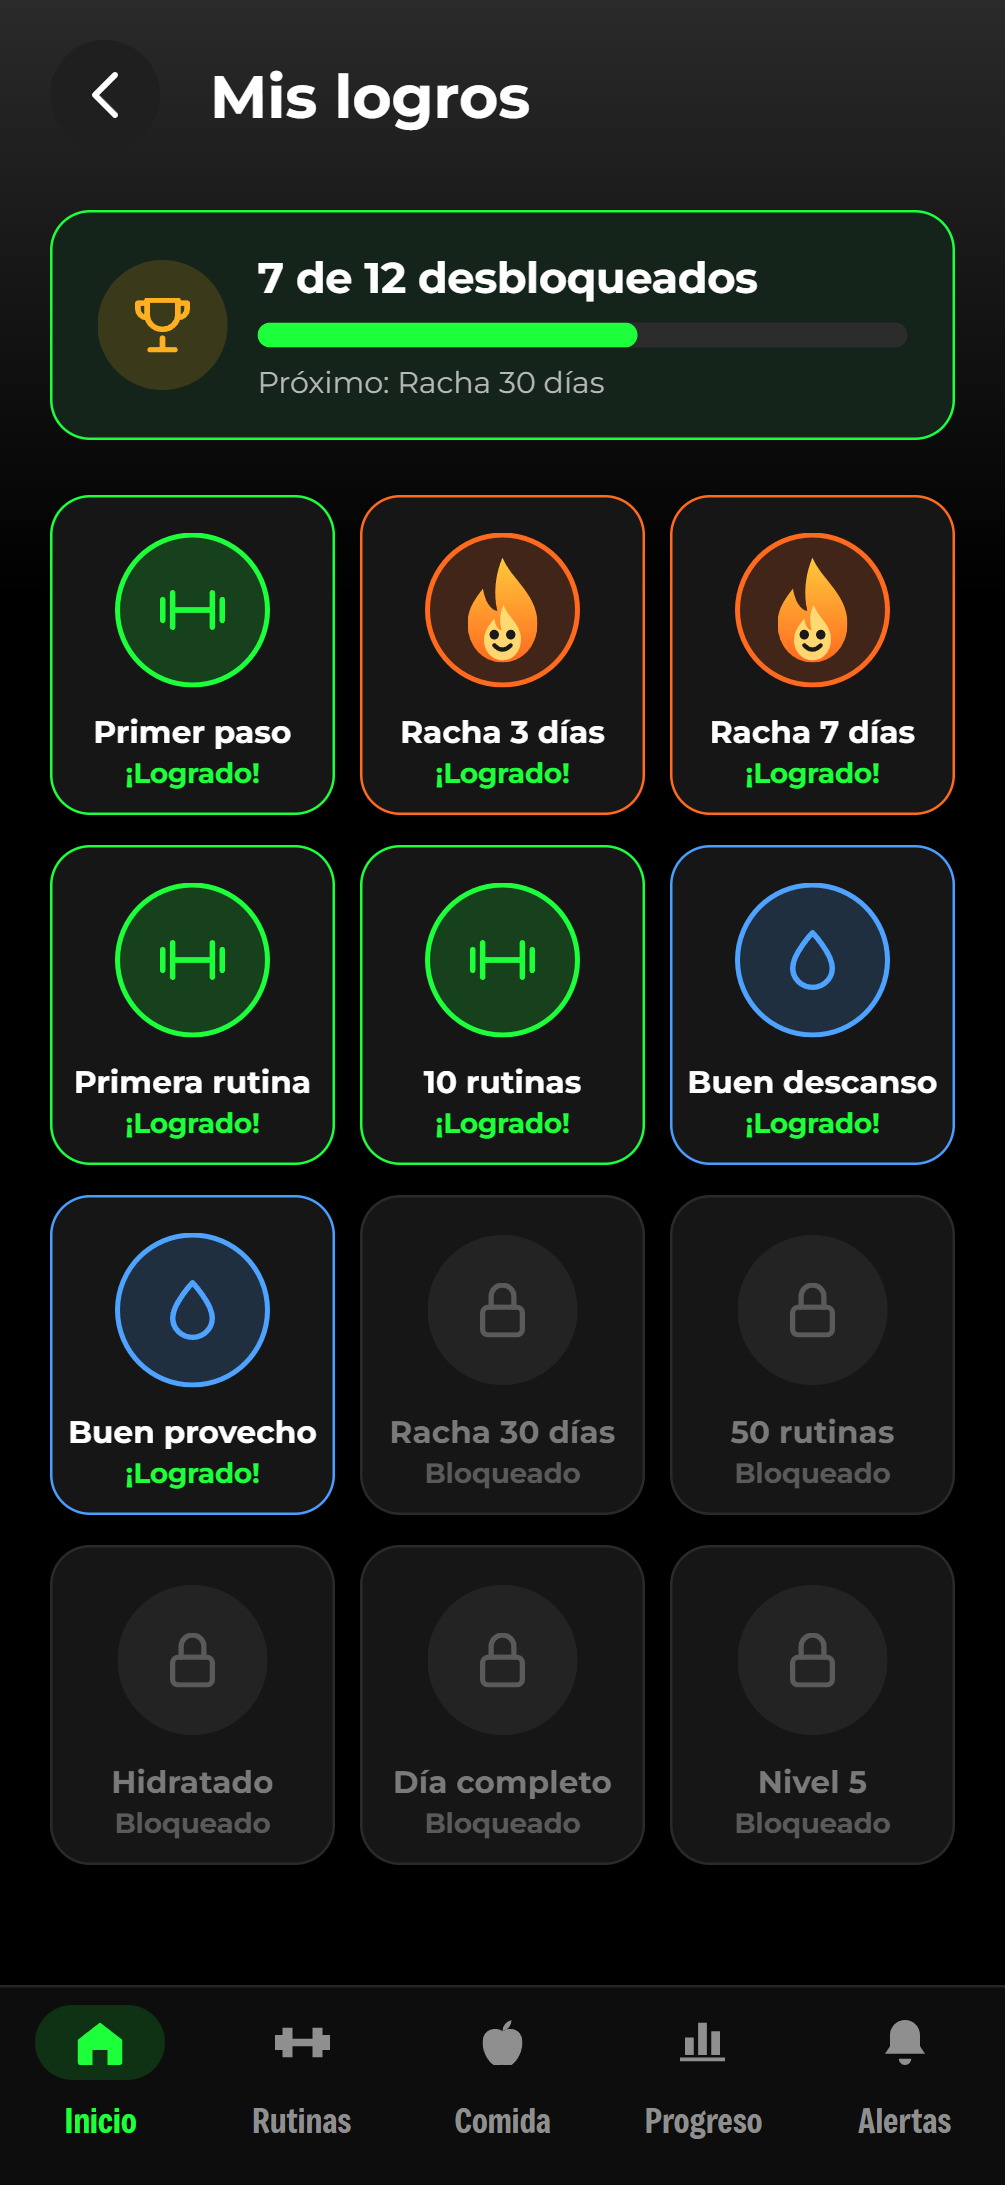 Mis logros
7 de 12 desbloqueados
Próximo: Racha 30 días
Primer paso
¡Logrado!
Racha 3 días
¡Logrado!
Racha 7 días
¡Logrado!
Primera rutina
¡Logrado!
10 rutinas
¡Logrado!
Buen descanso
¡Logrado!
Buen provecho
¡Logrado!
Racha 30 días
Bloqueado
50 rutinas
Bloqueado
Hidratado
Bloqueado
Día completo
Bloqueado
Nivel 5
Bloqueado
Inicio
Rutinas
Comida
Progreso
Alertas